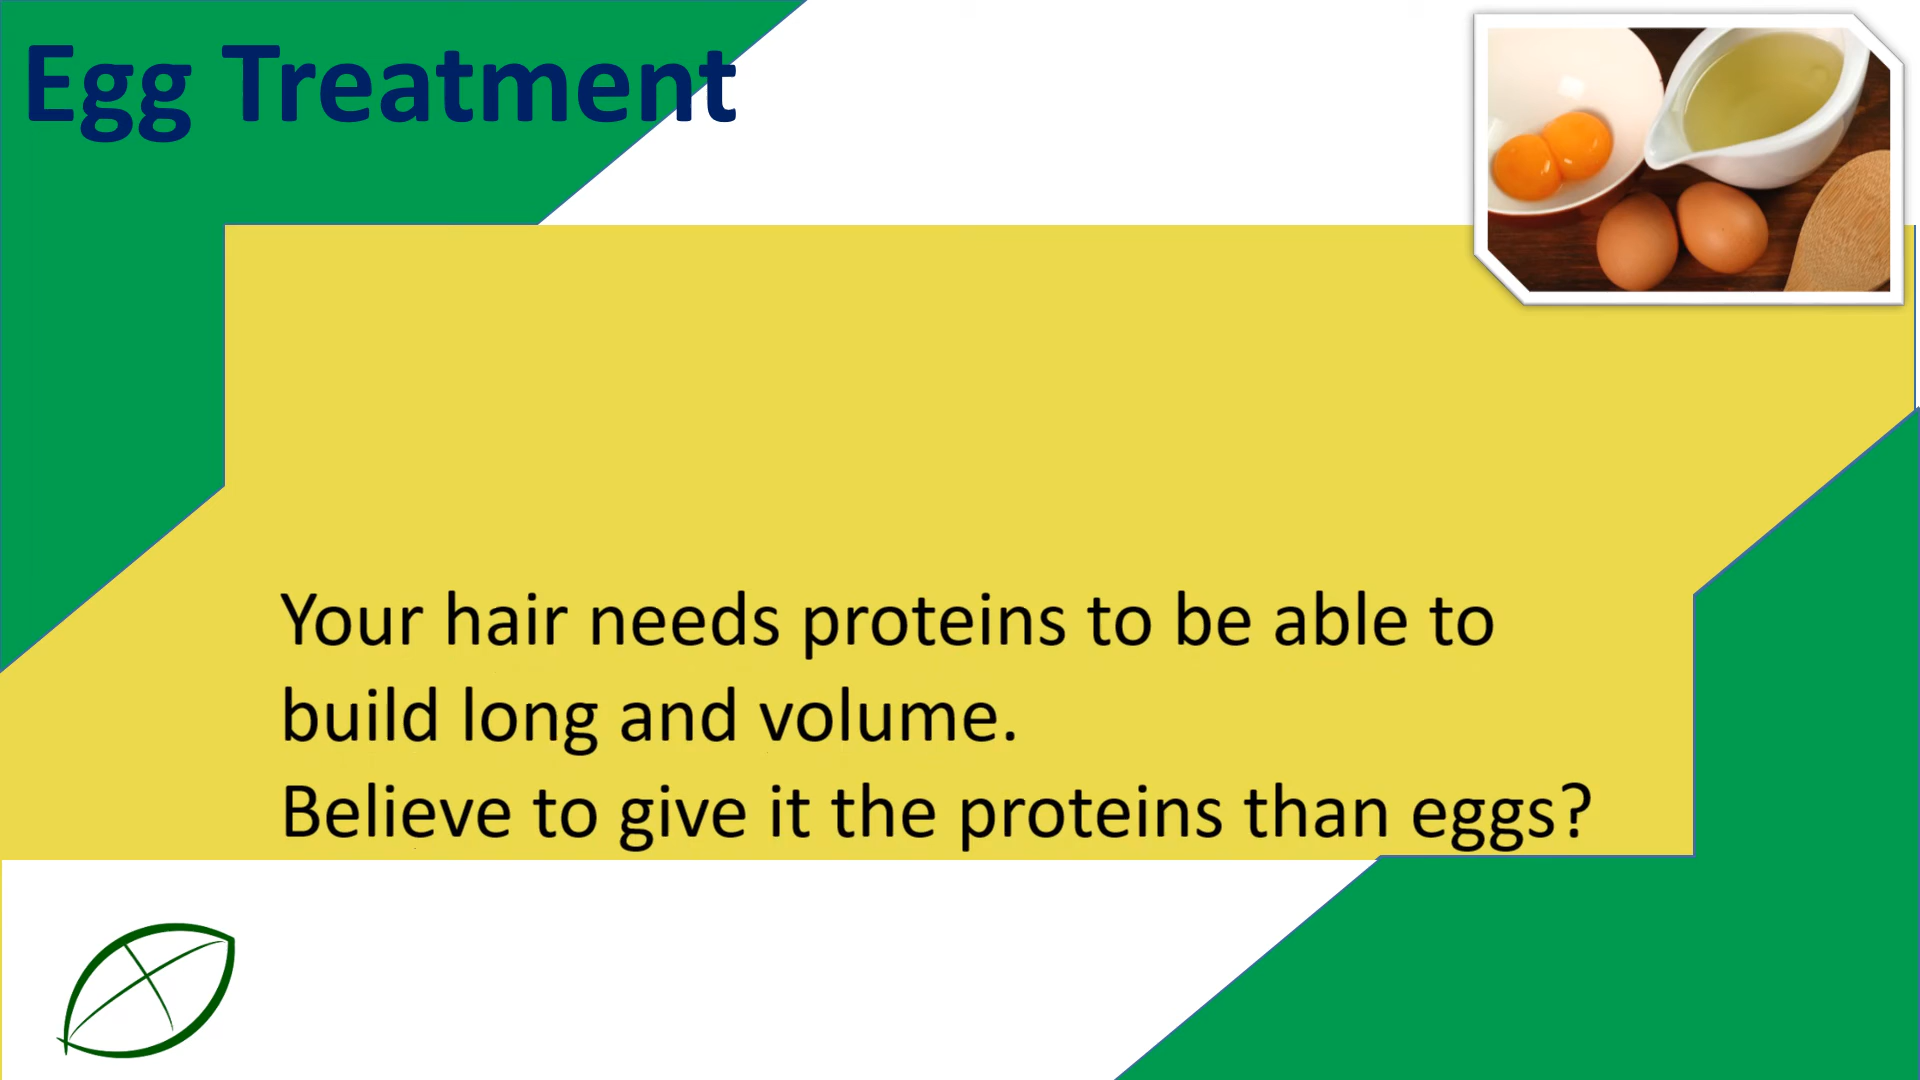 Egg Treatment
Your hair needs proteins to be able to
build long and volume.
Believe to give it the proteins than eggs?